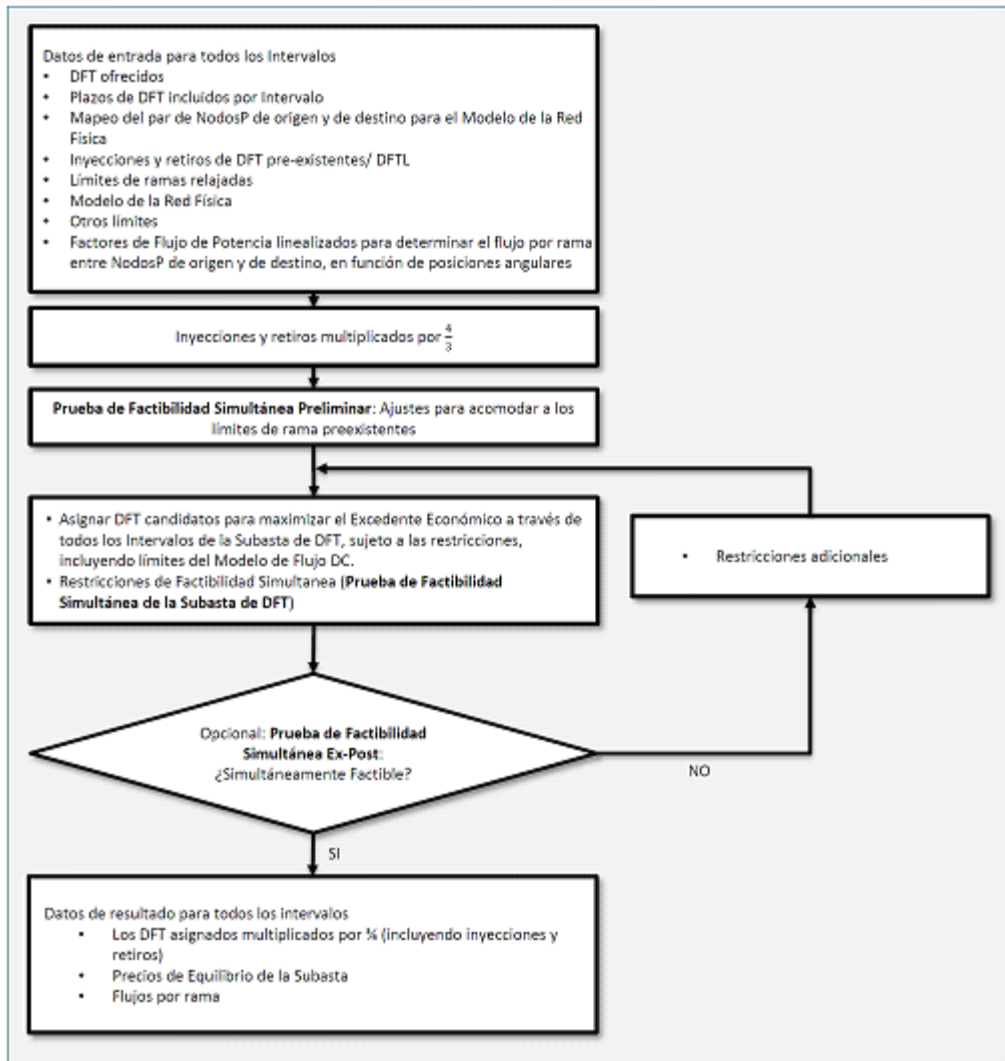 Datos de entrada para todos los Intervalos
• DFT ofrecidos
• Plazos de DFT incluidos por Intervalo
• Mapeo del par de NodosP de origen y de destino para el Modelo de la Red
Física
• Inyecciones y retiros de DFT pre-existentes/ DFTL
• Límites de ramas relajadas
• Modelo de la Red Física
• Otros límites
• Factores de Flujo de Potencia linealizados para determinar el flujo por rama
entre NodosP de origen y de destino, en función de posiciones angulares
Inyecciones y retiros multiplicados por 4/3
Prueba de Factibilidad Simultánea Preliminar: Ajustes para acomodar a los
límites de rama preexistentes
• Asignar DFT candidatos para maximizar el Excedente Económico a través de
todos los Intervalos de la Subasta de DFT, sujeto a las restricciones,
incluyendo límites del Modelo de Flujo DC.
• Restricciones de Factibilidad Simultanea (Prueba de Factibilidad
Simultánea de la Subasta de DFT)
• Restricciones adicionales
Opcional: Prueba de Factibilidad
Simultánea Ex-Post:
¿Simultáneamente Factible?
NO
SI
Datos de resultado para todos los intervalos
• Los DFT asignados multiplicados por ¾ (incluyendo inyecciones y
retiros)
• Precios de Equilibrio de la Subasta
• Flujos por rama